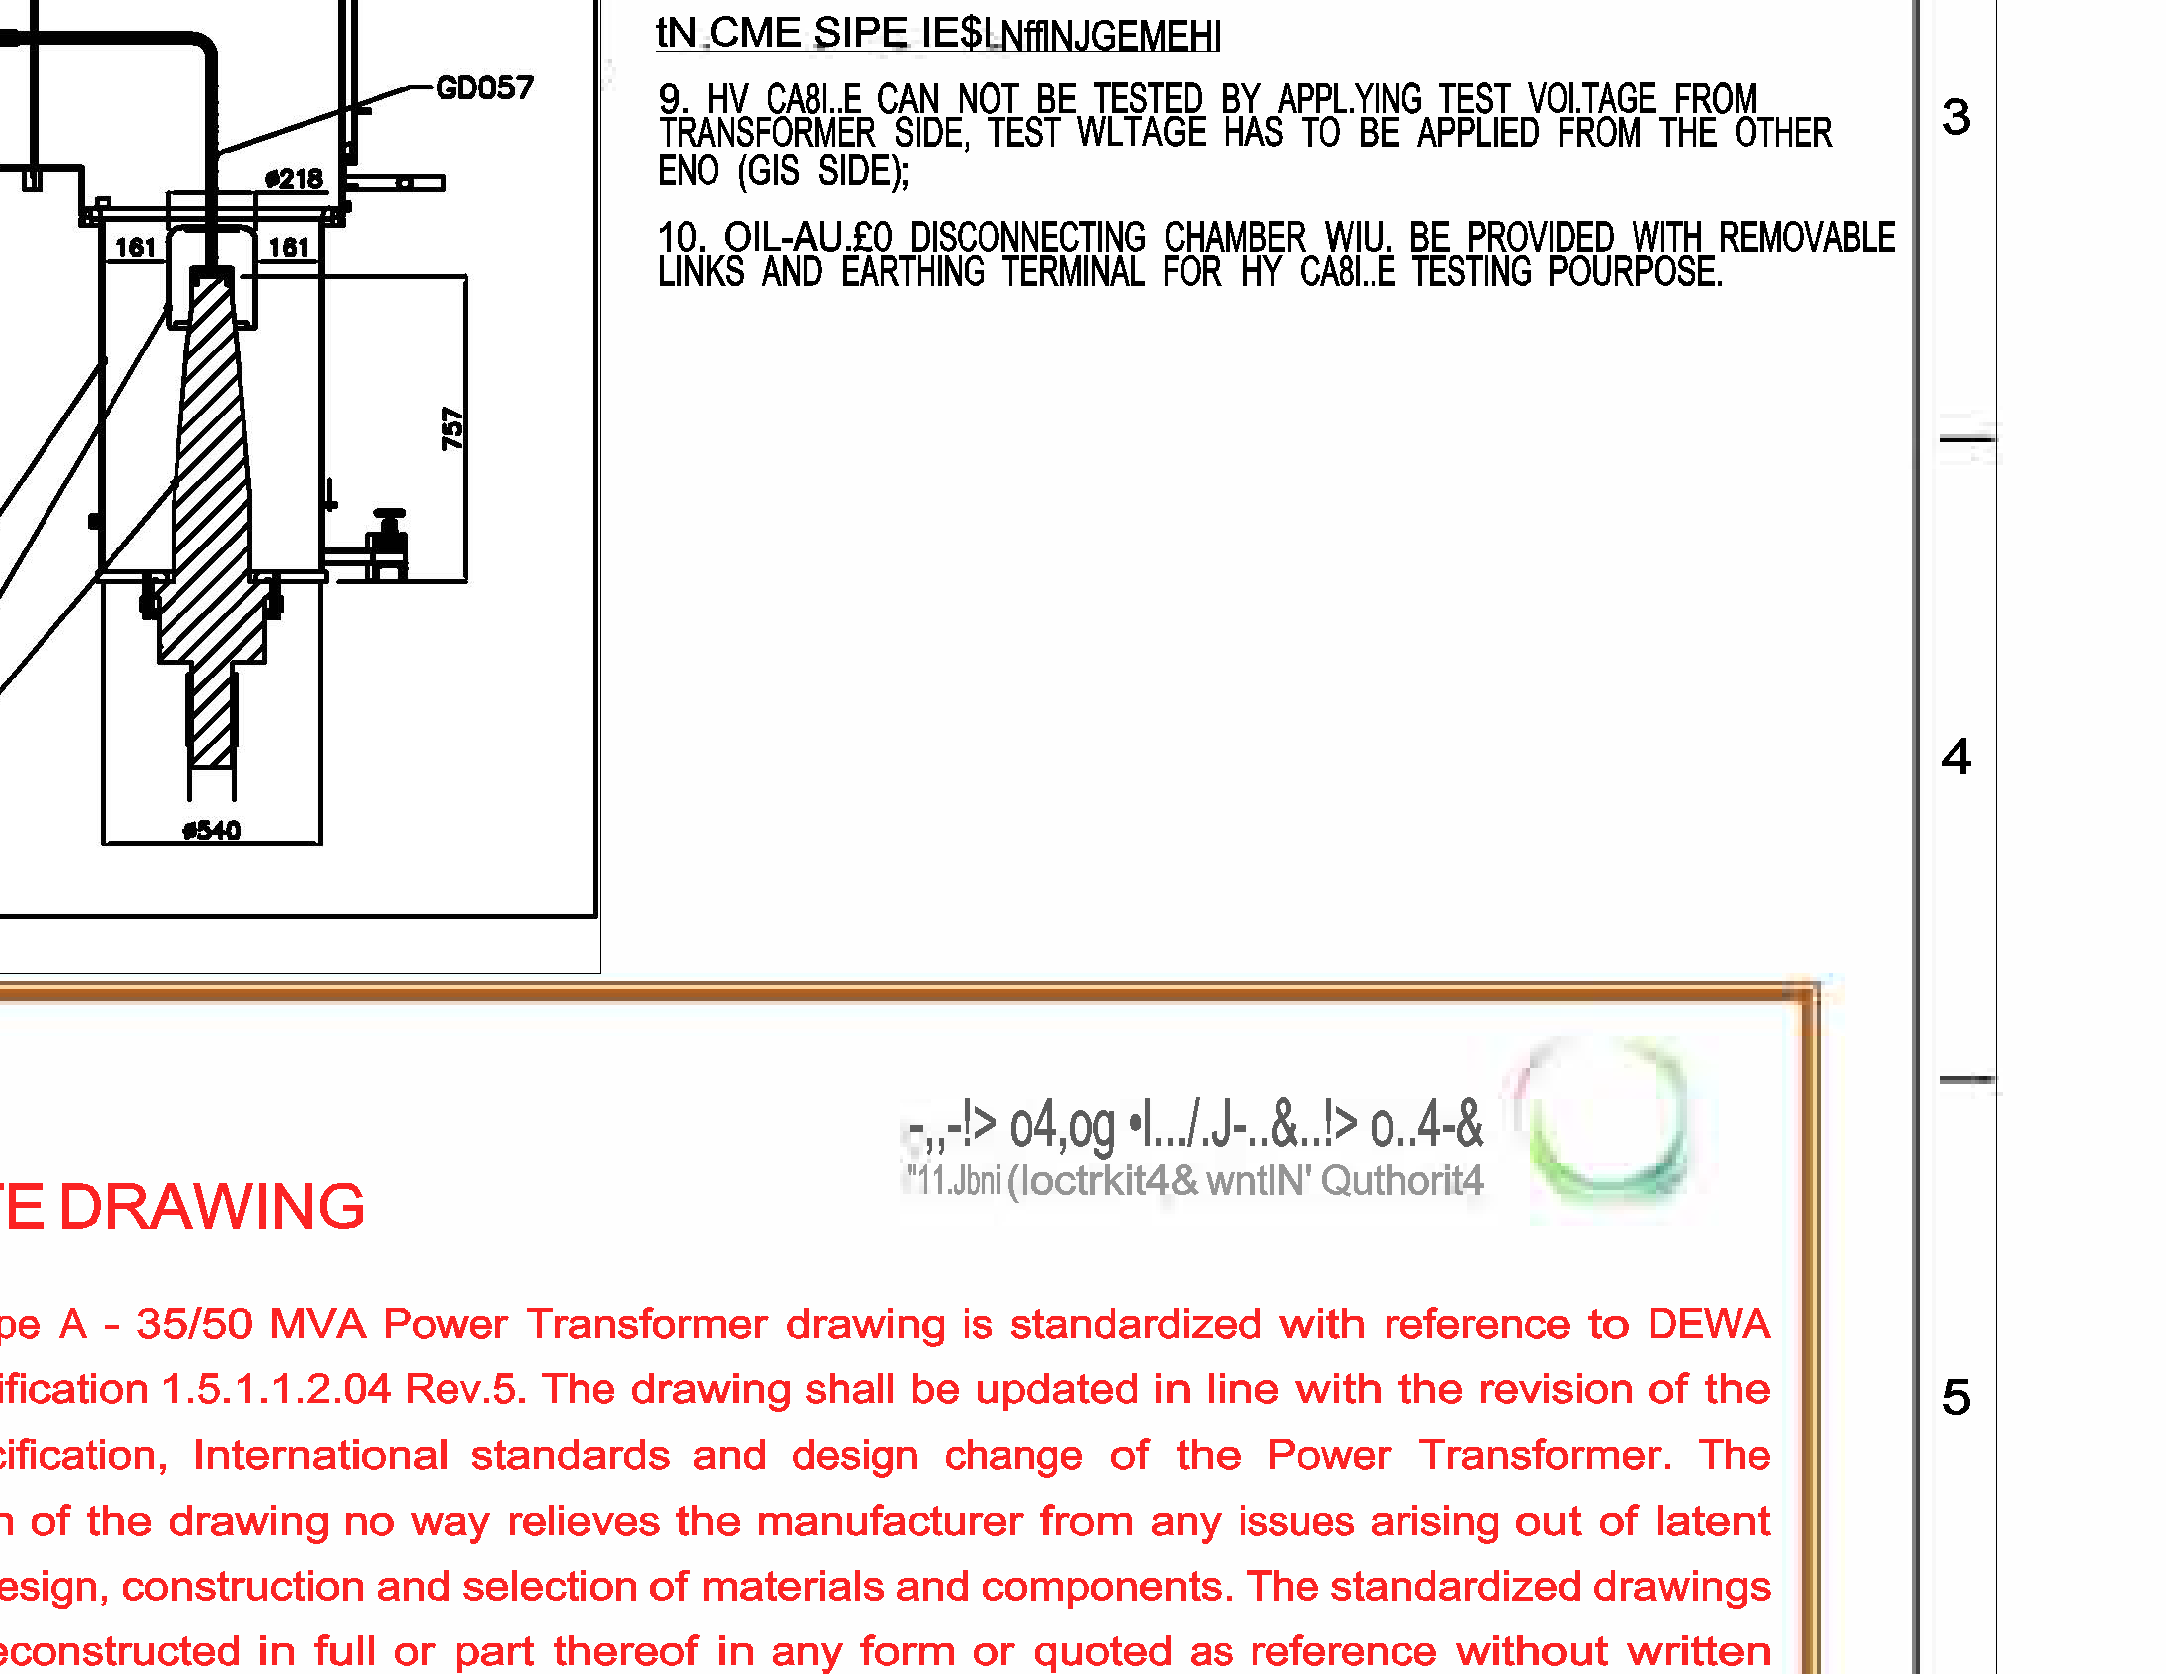 tN CME SIPE IE$I NfflNJGEMEHI
GD057
9. HV CA8I..E CAN NOT BE TESTED BY APPL.YING TEST VOI.TAGE FROM
TRANSFORMER SIDE, TEST WLTAGE HAS TO BE APPLIED FROM THE OTHER
ENO (GIS SIDE);
3
ø218
161
161
10. OIL-AU.£0 DISCONNECTING CHAMBER WIU. BE PROVIDED WITH REMOVABLE
LINKS AND EARTHING TERMINAL FOR HY CA8I..E TESTING POURPOSE.
757
4
ø540
-,,-!> o4,og •I.../.J-..&..!> o..4-&
"11.Jbni (loctrkit4& wntIN' Quthorit4
TE DRAWING
pe A - 35/50 MVA Power Transformer drawing is standardized with reference to DEWA
ification 1.5.1.1.2.04 Rev.5. The drawing shall be updated in line with the revision of the
5
cification, International standards and design change of the Power Transformer. The
n of the drawing no way relieves the manufacturer from any issues arising out of latent
esign, construction and selection of materials and components. The standardized drawings
econstructed in full or part thereof in any form or quoted as reference without written